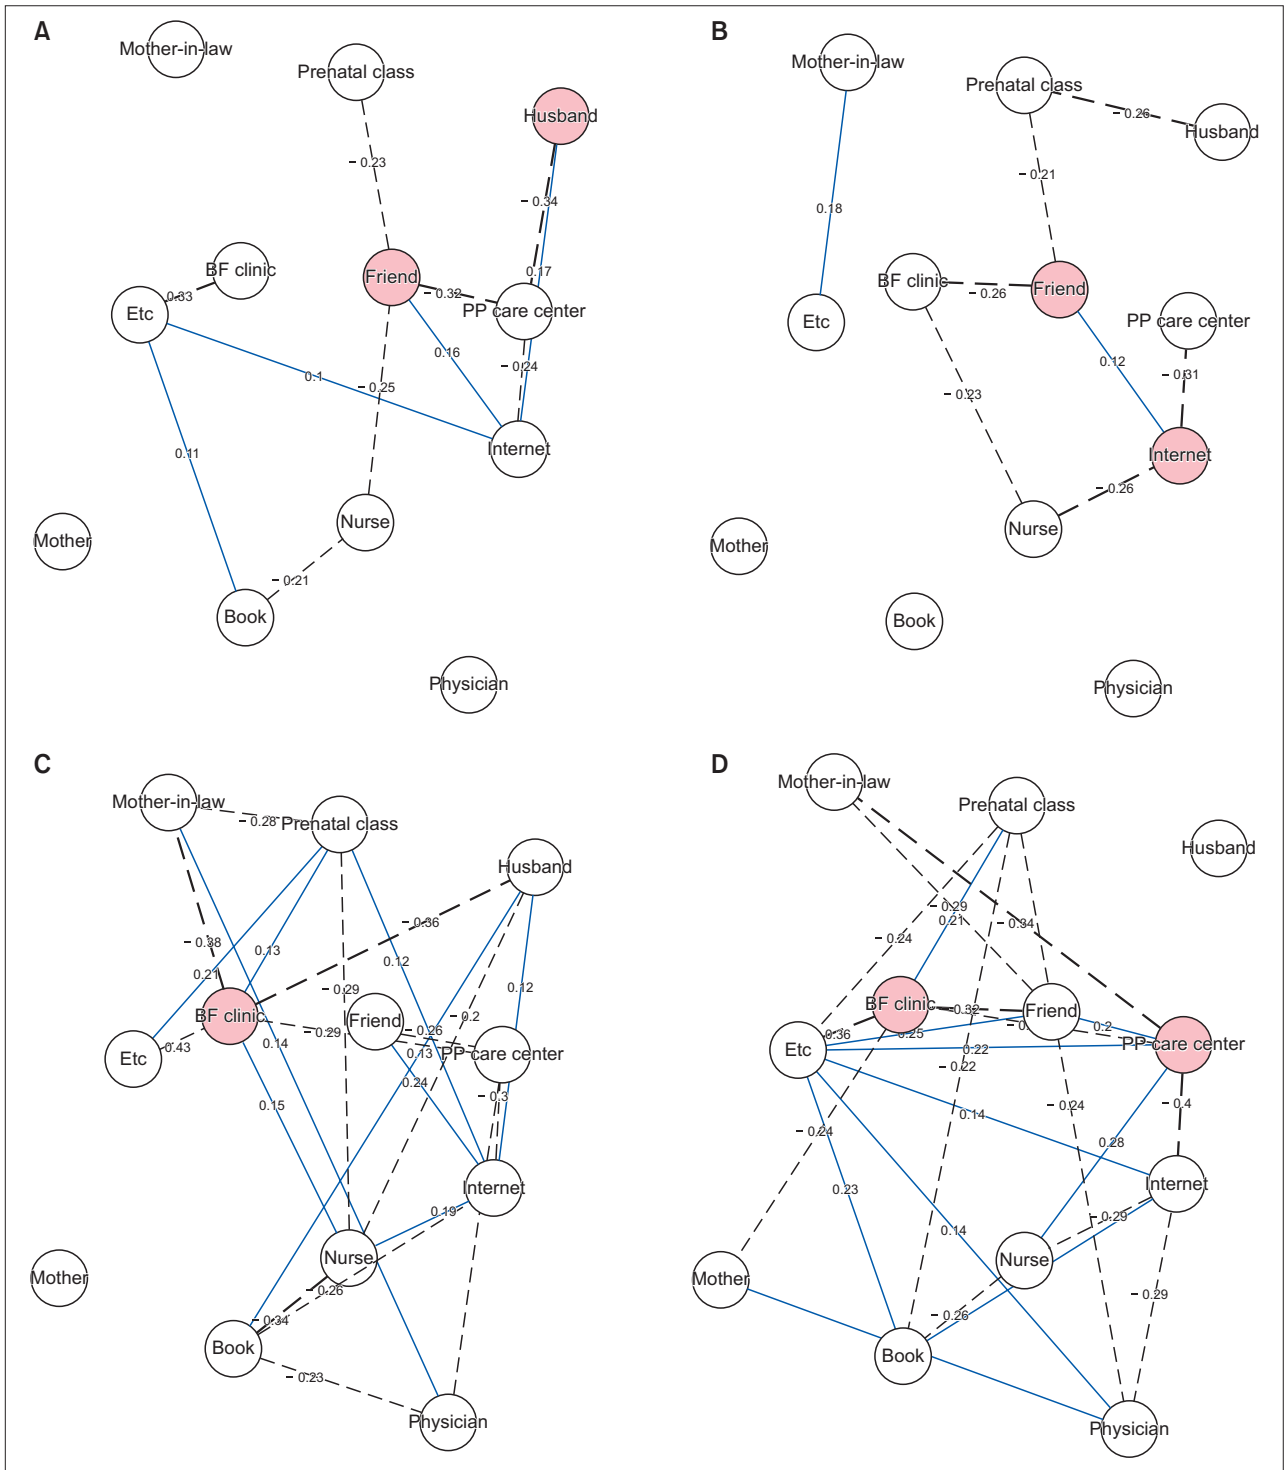 A
Mother-in-law
Prenatal class
Husband
− 0.23
− 0.34
BF clinic
Friend
0.17
0.33
− 0.32
Etc
PP care center
0.16
− 0.24
0.1
− 0.25
0.11
Internet
Nurse
Mother
− 0.21
Book
Physician
B
Mother-in-law
Prenatal class
− 0.26
Husband
− 0.21
0.18
BF clinic
Friend
− 0.26
Etc
PP care center
0.12
− 0.31
− 0.23
Internet
− 0.26
Nurse
Mother
Book
Physician
C
Mother-in-law
− 0.28
Prenatal class
Husband
− 0.36
− 0.38
0.13
0.12
0.21
− 0.29
0.12
BF clinic
− 0.2
Friend
− 0.29
− 0.26
0.43
0.14
0.13
PP care center
Etc
0.24
− 0.3
0.15
Internet
0.19
Nurse
Mother
− 0.26
− 0.34
Book
− 0.23
Physician
D
Mother-in-law
Prenatal class
Husband
− 0.29
0.21
− 0.34
− 0.24
BF clinic
− 0.32
Friend
0.36
0.25
0.2
Etc
0.22
PP care center
− 0.22
− 0.24
− 0.4
0.14
− 0.24
0.28
0.23
Internet
− 0.29
0.14
Nurse
Mother
− 0.29
− 0.26
Book
Physician